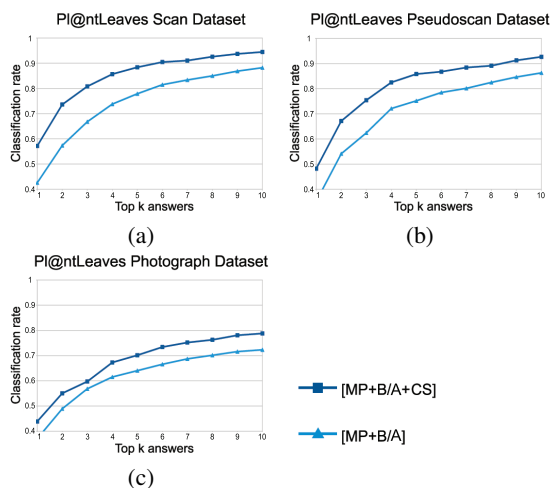 Pl@ntLeaves Scan Dataset
Classification rate
1
0.9
0.8
0.7
0.6
0.5
0.4
1 2 3 4 5 6 7 8 9 10
Top k answers
(a)
Pl@ntLeaves Pseudoscan Dataset
Classification rate
1
0.9
0.8
0.7
0.6
0.5
0.4
1 2 3 4 5 6 7 8 9 10
Top k answers
(b)
Pl@ntLeaves Photograph Dataset
Classification rate
1
0.9
0.8
0.7
0.6
0.5
0.4
1 2 3 4 5 6 7 8 9 10
Top k answers
(c)
[MP+B/A+CS]
[MP+B/A]